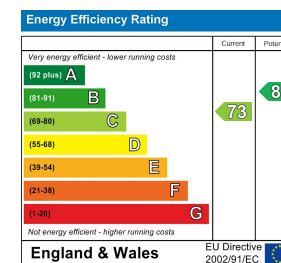 Energy Efficiency Rating
Current
Very energy efficient - lower running costs
(92 plus) A
(81-91) B
(69-80) C
73
(55-68) D
(39-54) E
(21-38) F
(1-20) G
Not energy efficient - higher running costs
England & Wales
EU Directive
2002/91/EC